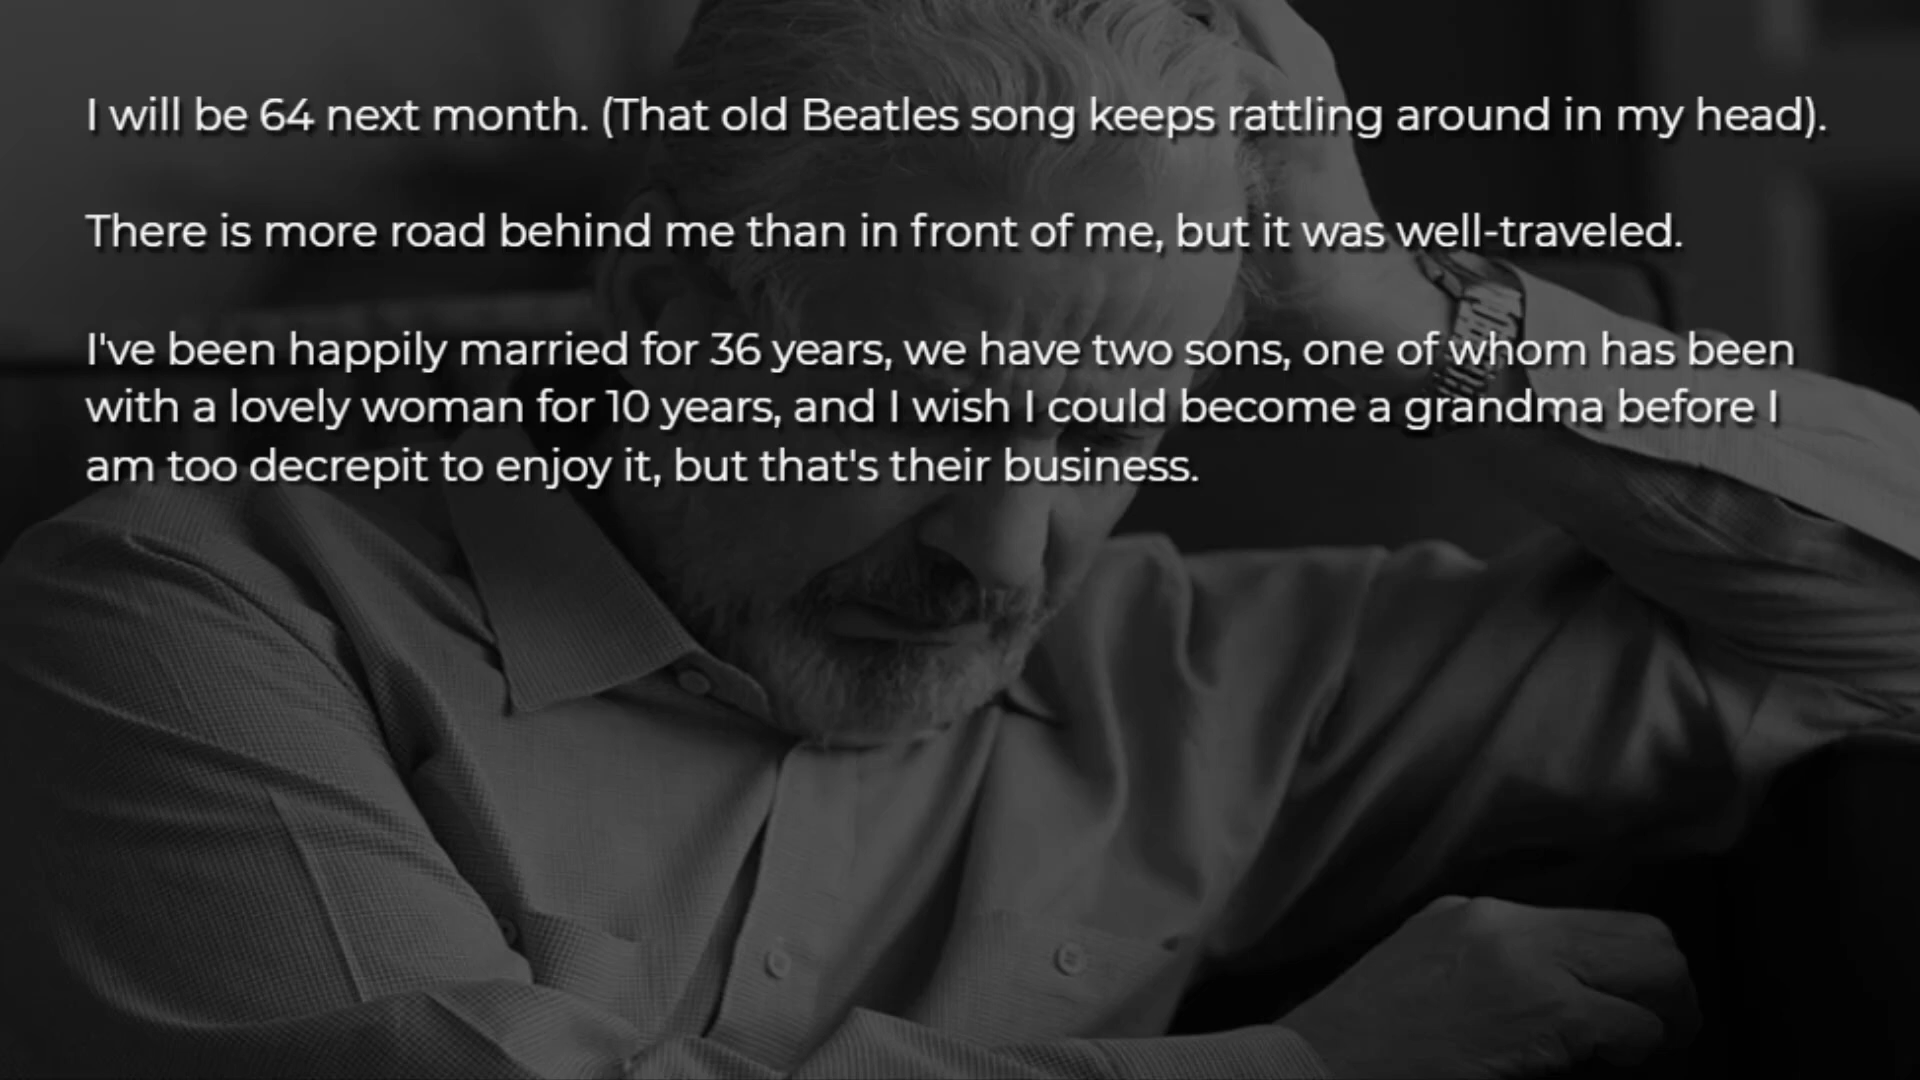 I will be 64 next month. (That old Beatles song keeps rattling around in my head).
There is more road behind me than in front of me, but it was well-traveled.
I've been happily married for 36 years, we have two sons, one of whom has been
with a lovely woman for 10 years, and I wish I could become a grandma before I
am too decrepit to enjoy it, but that's their business.